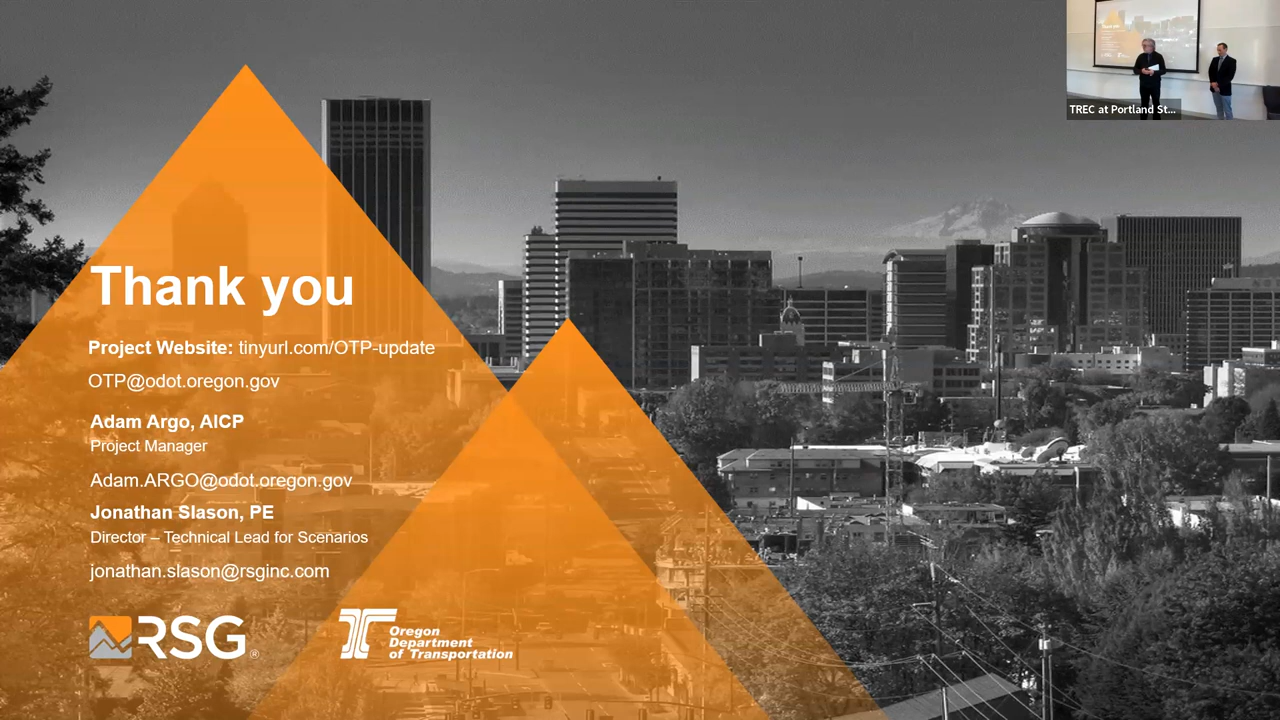 TREC at Portland St...
Thank you
Project Website: tinyurl.com/OTP-update
OTP@odot.oregon.gov
Adam Argo, AICP
Project Manager
Adam.ARGO@odot.oregon.gov
Jonathan Slason, PE
Director – Technical Lead for Scenarios
jonathan.slason@rsginc.com
RSG®
Oregon
Department
of Transportation